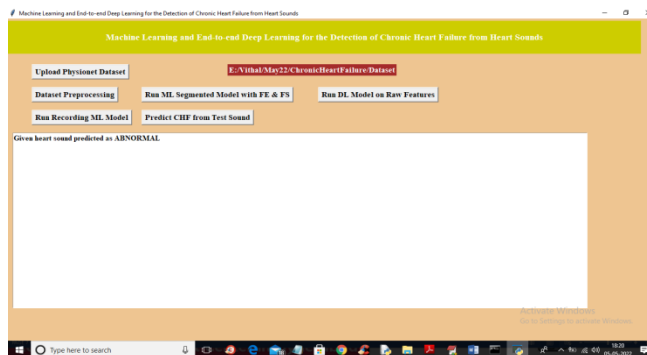 Machine Learning and End-to-end Deep Learning for the Detection of Chronic Heart Failure from Heart Sounds
Machine Learning and End-to-end Deep Learning for the Detection of Chronic Heart Failure from Heart Sounds
Upload Physionet Dataset
E:/Vithal/May22/ChronicHeartFailure/Dataset
Dataset Preprocessing
Run ML Segmented Model with FE & FS
Run DL Model on Raw Features
Run Recording ML Model
Predict CHF from Test Sound
Given heart sound predicted as ABNORMAL
Activate Windows
Go to Settings to activate Windows.
Type here to search
18:20
05-05-2022